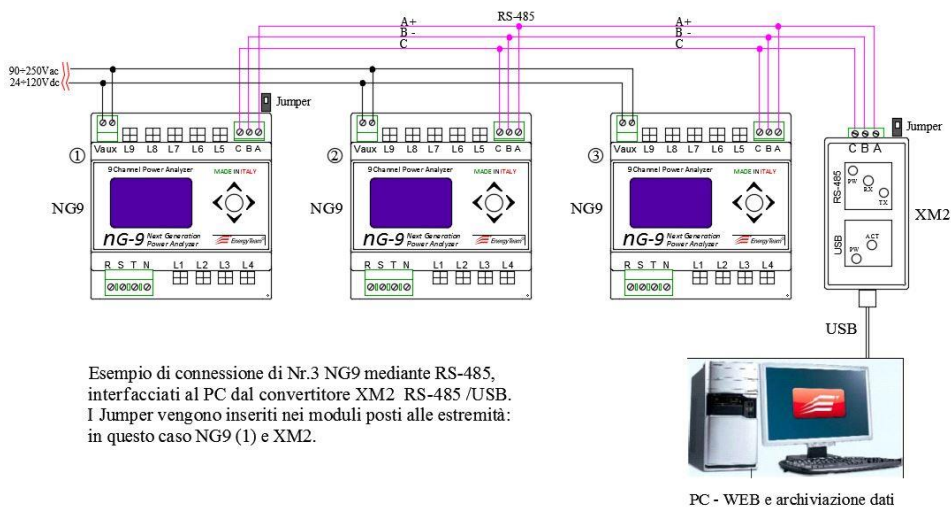 RS-485
A+ A+
B - B -
C C
90÷250Vac
24÷120Vdc
Jumper
Jumper
Vaux L9 L8 L7 L6 L5 C B A
Vaux L9 L8 L7 L6 L5 C B A
Vaux L9 L8 L7 L6 L5 C B A
C B A
1
9 Channel Power Analyzer MADE IN ITALY
NG9
nG-9 Next Generation
Power Analyzer
EnergyTeam
R S T N L1 L2 L3 L4
2
9 Channel Power Analyzer MADE IN ITALY
NG9
nG-9 Next Generation
Power Analyzer
EnergyTeam
R S T N L1 L2 L3 L4
3
9 Channel Power Analyzer MADE IN ITALY
NG9
nG-9 Next Generation
Power Analyzer
EnergyTeam
R S T N L1 L2 L3 L4
RS-485
PW
RX
TX
XM2
USB
ACT
PW
USB
Esempio di connessione di Nr.3 NG9 mediante RS-485,
interfacciati al PC dal convertitore XM2 RS-485 /USB.
I Jumper vengono inseriti nei moduli posti alle estremità:
in questo caso NG9 (1) e XM2.
PC - WEB e archiviazione dati